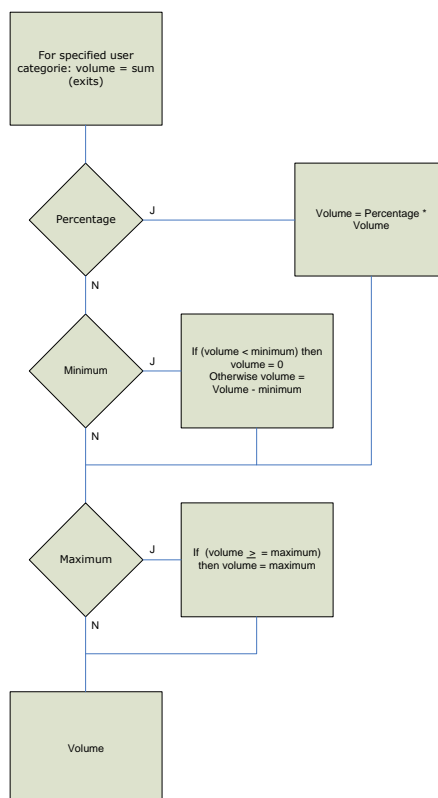 For specified user
categorie: volume = sum
(exits)
Percentage
J
Volume = Percentage *
Volume
N
Minimum
J
If (volume < minimum) then
volume = 0
Otherwise volume =
Volume - minimum
N
Maximum
J
If (volume > = maximum)
then volume = maximum
N
Volume